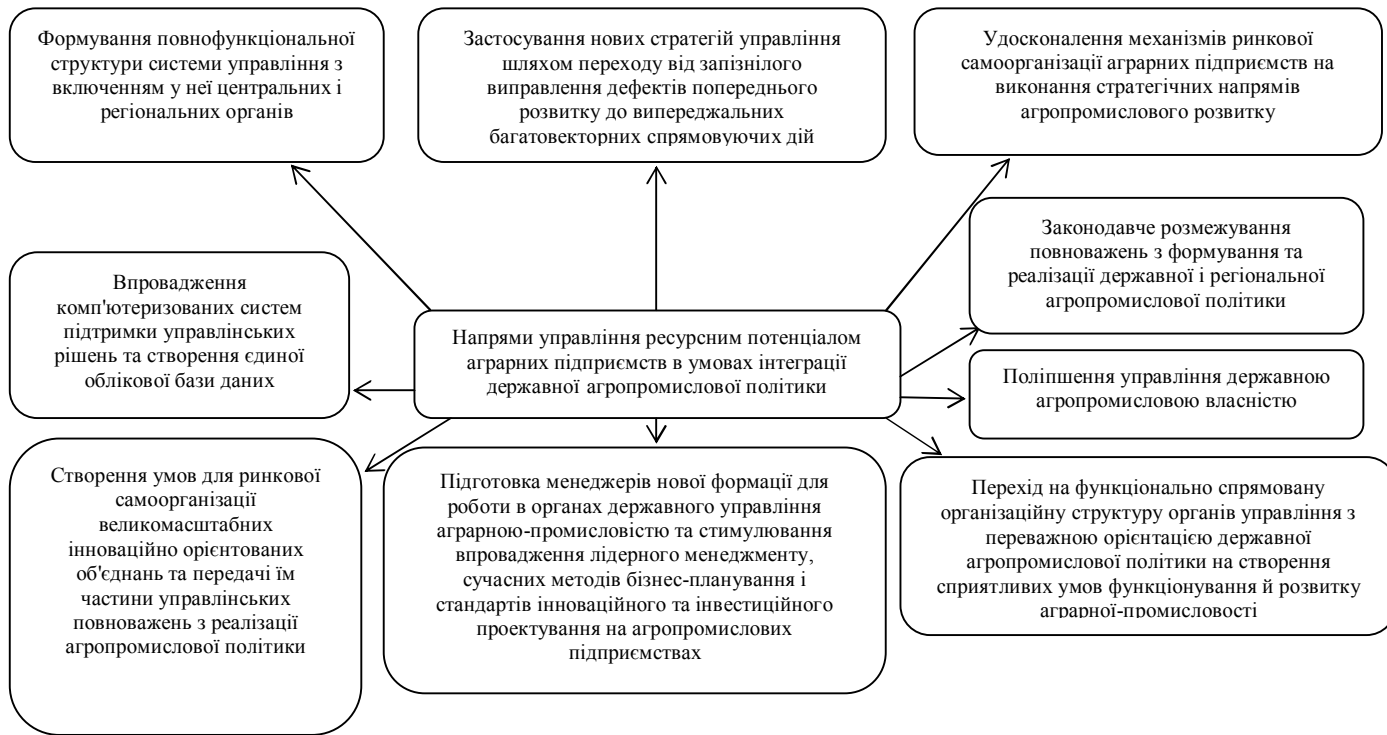 Формування повнофункціональної
структури системи управління з
включенням у неї центральних і
регіональних органів
Застосування нових стратегій управління
шляхом переходу від запізнілого
виправлення дефектів попереднього
розвитку до випереджальних
багатовекторних спрямовуючих дій
Удосконалення механізмів ринкової
самоорганізації аграрних підприємств на
виконання стратегічних напрямів
агропромислового розвитку
Впровадження
комп'ютеризованих систем
підтримки управлінських
рішень та створення єдиної
облікової бази даних
Напрями управління ресурсним потенціалом
аграрних підприємств в умовах інтеграції
державної агропромислової політики
Законодавче розмежування
повноважень з формування та
реалізації державної і регіональної
агропромислової політики
Поліпшення управління державною
агропромисловою власністю
Створення умов для ринкової
самоорганізації
великомасштабних
інноваційно орієнтованих
об'єднань та передачі їм
частини управлінських
повноважень з реалізації
агропромислової політики
Підготовка менеджерів нової формації для
роботи в органах державного управління
аграрною-промисловістю та стимулювання
впровадження лідерного менеджменту,
сучасних методів бізнес-планування і
стандартів інноваційного та інвестиційного
проектування на агропромислових
підприємствах
Перехід на функціонально спрямовану
організаційну структуру органів управління з
переважною орієнтацією державної
агропромислової політики на створення
сприятливих умов функціонування й розвитку
аграрної-промисловості